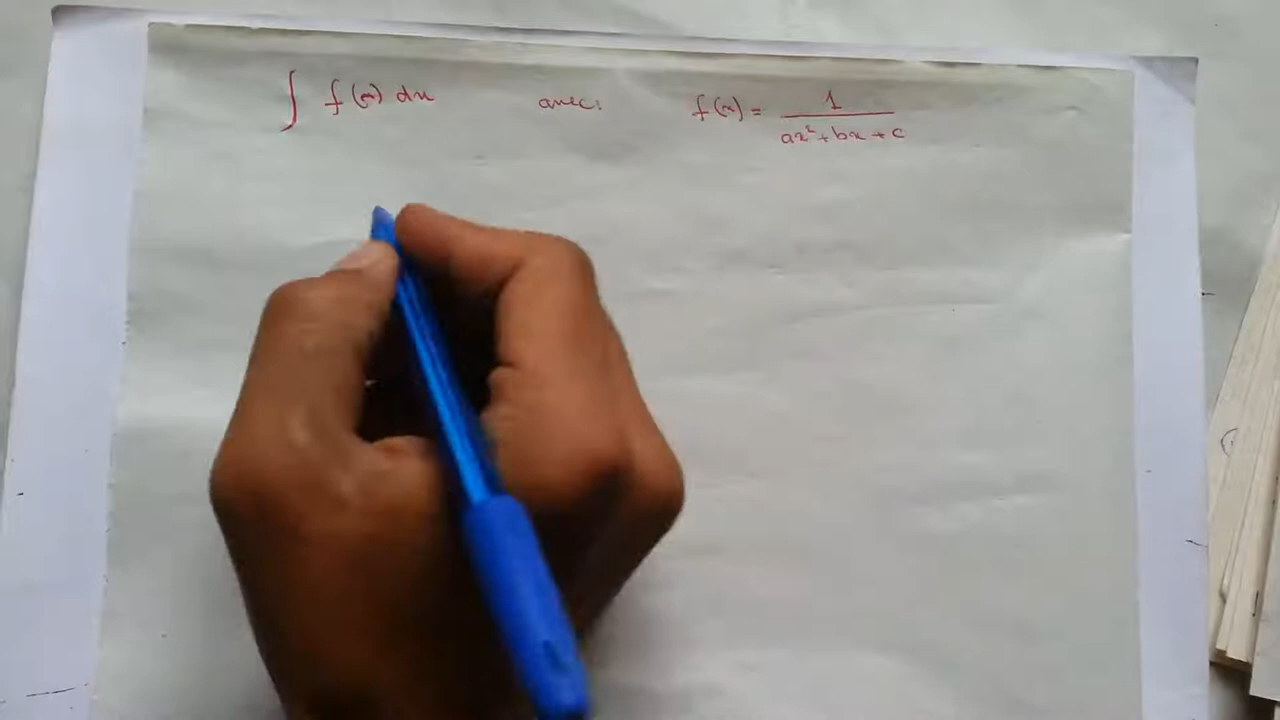 ∫ f(x) dx avec: f(x) = 1 / (ax² + bx + c)